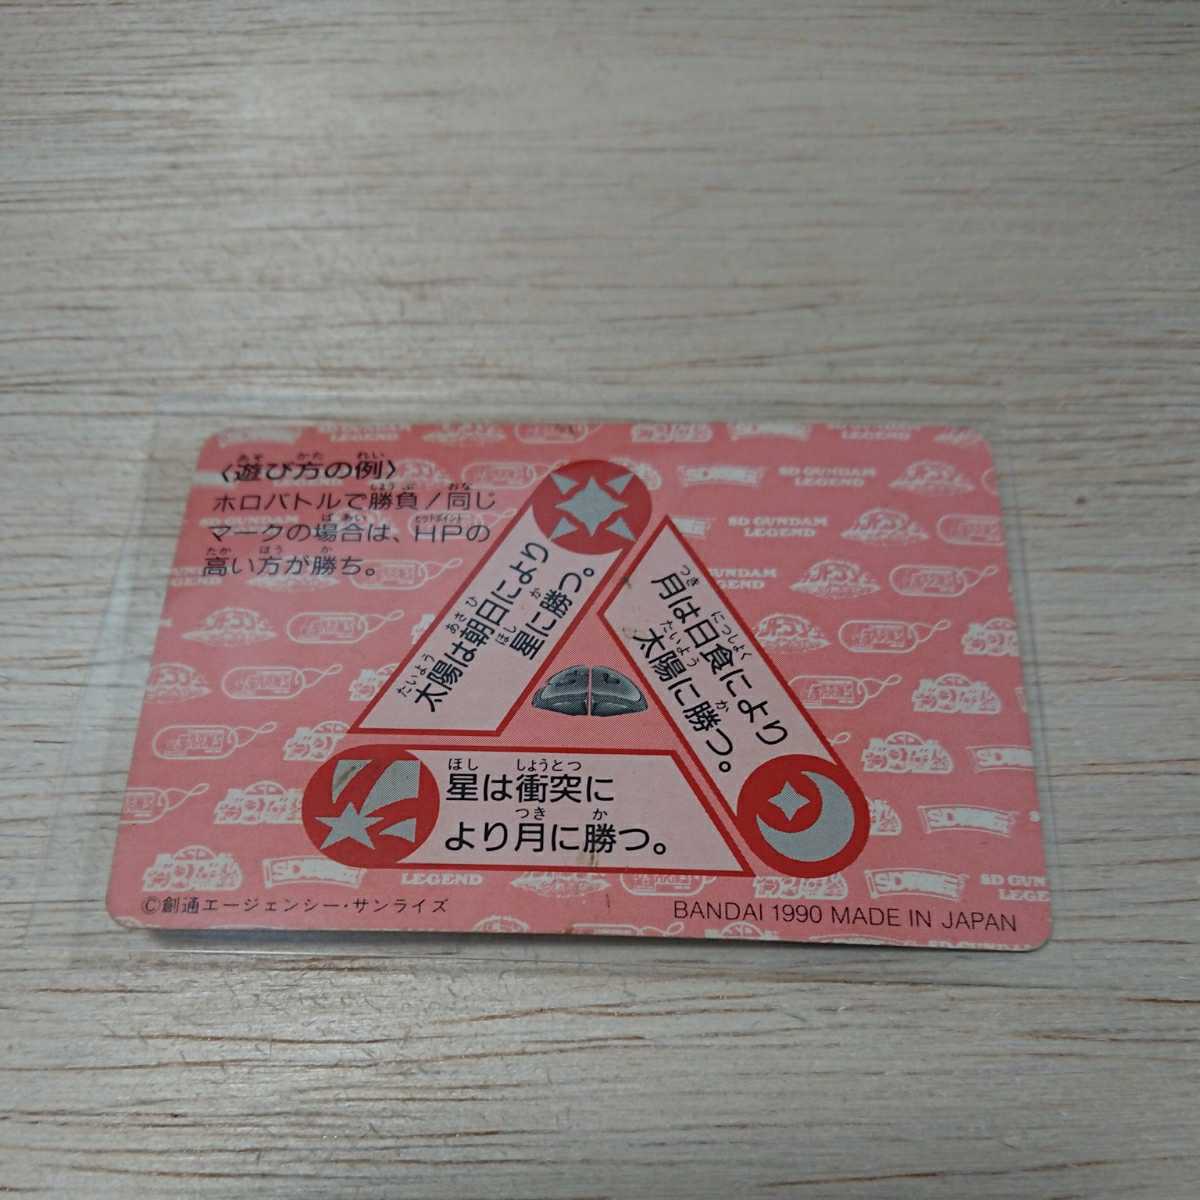 〈遊び方の例〉
ホロバトルで勝負!同じ
マークの場合は、HPの
高い方が勝ち。
太陽は朝日により
星に勝つ。
月は日食により
太陽に勝つ。
星は衝突に
より月に勝つ。
©創通エージェンシー・サンライズ
BANDAI 1990 MADE IN JAPAN
SD GUNDAM
LEGEND